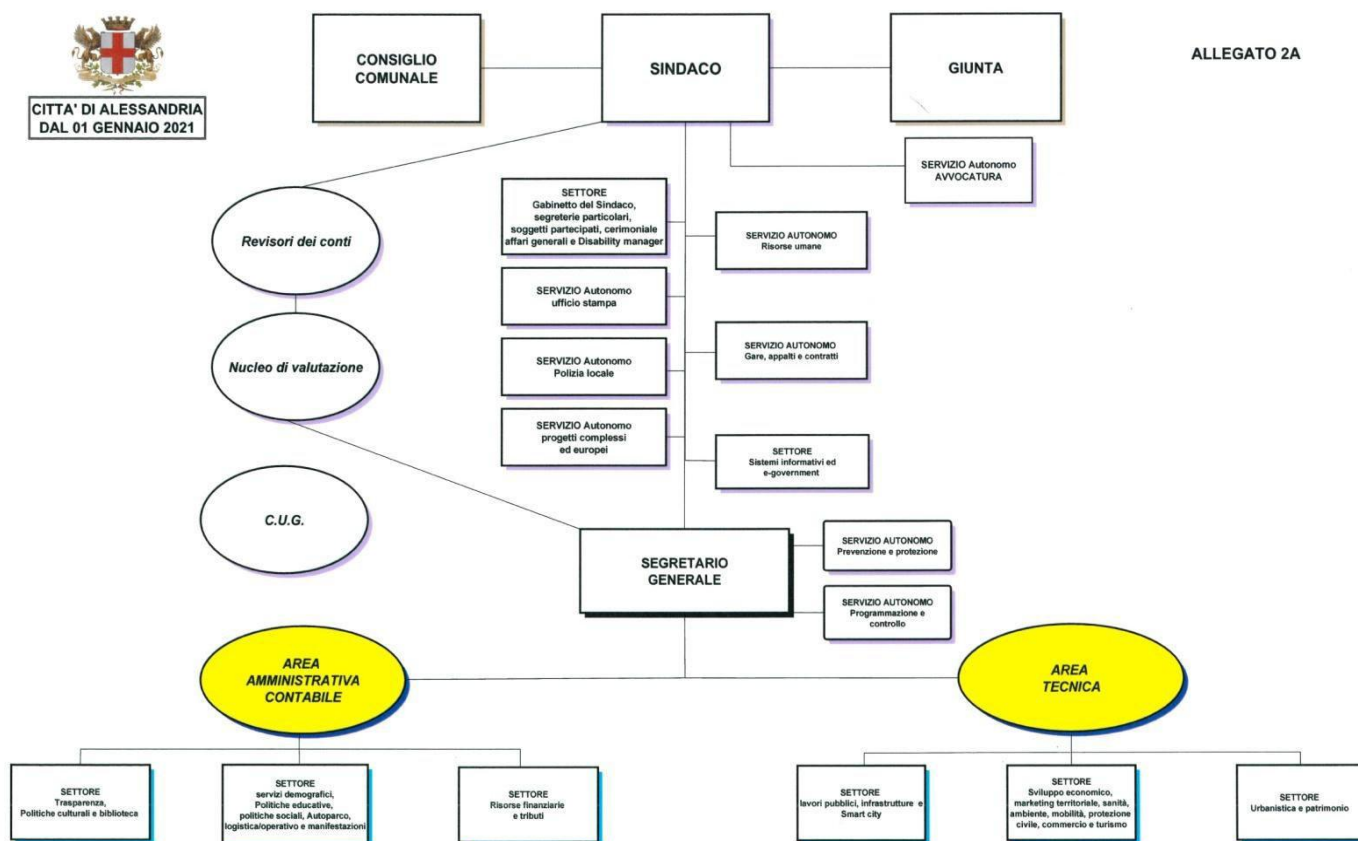 CITTA' DI ALESSANDRIA
DAL 01 GENNAIO 2021
CONSIGLIO
COMUNALE
SINDACO
GIUNTA
ALLEGATO 2A
SERVIZIO Autonomo
AVVOCATURA
Revisori dei conti
SETTORE
Gabinetto del Sindaco,
segreterie particolari,
soggetti partecipati, cerimoniale
affari generali e Disability manager
SERVIZIO AUTONOMO
Risorse umane
SERVIZIO Autonomo
ufficio stampa
Nucleo di valutazione
SERVIZIO Autonomo
Polizia locale
SERVIZIO AUTONOMO
Gare, appalti e contratti
SERVIZIO Autonomo
progetti complessi
ed europei
SETTORE
Sistemi informativi ed
e-government
C.U.G.
SEGRETARIO
GENERALE
SERVIZIO AUTONOMO
Prevenzione e protezione
SERVIZIO AUTONOMO
Programmazione e
controllo
AREA
AMMINISTRATIVA
CONTABILE
AREA
TECNICA
SETTORE
Trasparenza,
Politiche culturali e biblioteca
SETTORE
servizi demografici,
Politiche educative,
politiche sociali, Autoparco,
logistica/operativo e manifestazioni
SETTORE
Risorse finanziarie
e tributi
SETTORE
lavori pubblici, infrastrutture e
Smart city
SETTORE
Sviluppo economico,
marketing territoriale, sanità,
ambiente, mobilità, protezione
civile, commercio e turismo
SETTORE
Urbanistica e patrimonio